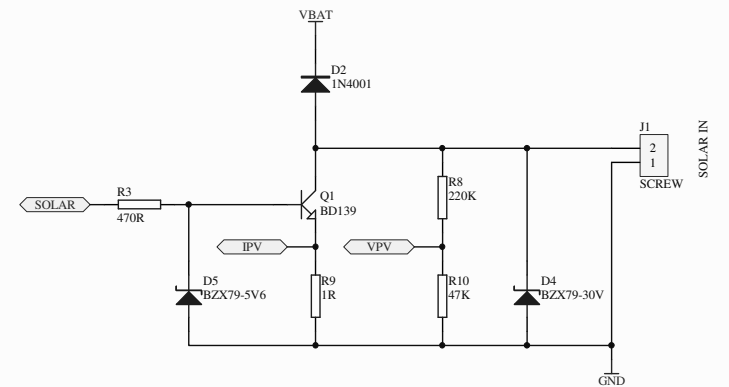 VBAT
D2
1N4001
J1
2
1
SCREW
SOLAR IN
R3
SOLAR
470R
Q1
BD139
R8
220K
IPV
VPV
D5
BZX79-5V6
R9
1R
R10
47K
D4
BZX79-30V
GND